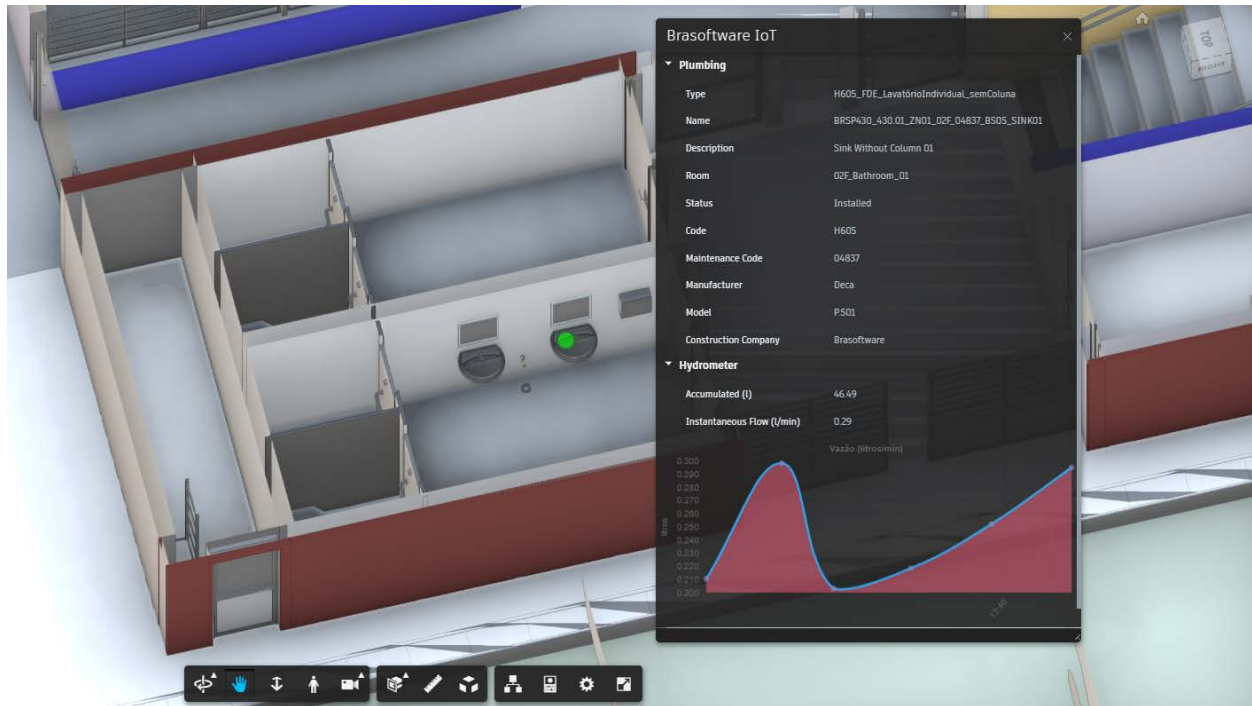 Brasoftware IoT
Plumbing
Type H605_FDE_LavatórioIndividual_semColuna
Name BRSP430_430.01_ZN01_02F_04837_BS05_SINK01
Description Sink Without Column 01
Room 02F_Bathroom_01
Status Installed
Code H605
Maintenance Code 04837
Manufacturer Deca
Model P.501
Construction Company Brasoftware
Hydrometer
Accumulated (l) 46.49
Instantaneous Flow (l/min) 0.29
Vazão (litros/min)
0.300
0.290
0.280
0.270
0.260
0.250
0.240
0.230
0.220
0.210
0.200
litros
TOP
RIGHT